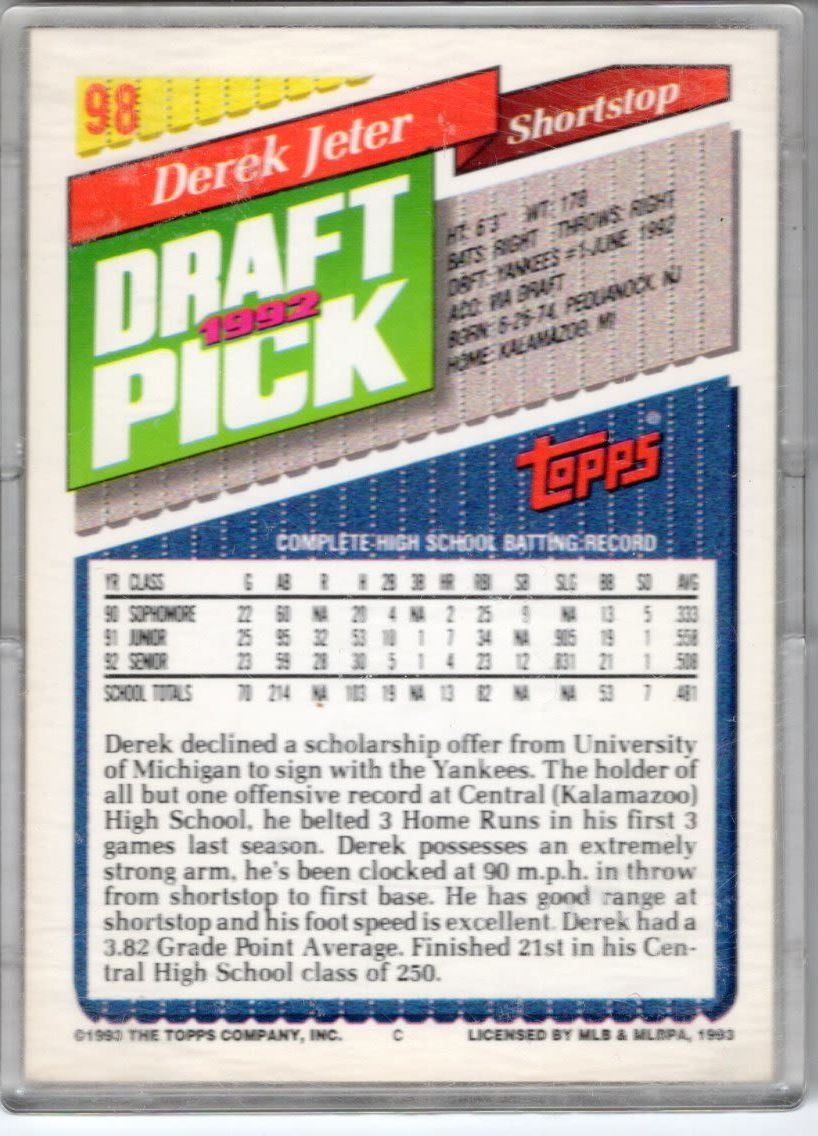 98
Derek Jeter
Shortstop
DRAFT
1992
PICK
HT: 6'3" WT: 178
BATS: RIGHT THROWS: RIGHT
DRFT: YANKEES #1-JUNE, 1992
ACQ: VIA DRAFT
BORN: 6-26-74, PEQUANOCK, NJ
HOME: KALAMAZOO, MI
TOPPS®
COMPLETE HIGH SCHOOL BATTING RECORD
YR CLASS G AB R H 2B 3B HR RBI SB SLG BB SO AVG
90 SOPHOMORE 22 60 NA 20 4 NA 2 25 9 NA 13 5 .333
91 JUNIOR 25 95 32 53 10 1 7 34 NA .905 19 1 .558
92 SENIOR 23 59 28 30 5 1 4 23 12 .831 21 1 .508
SCHOOL TOTALS 70 214 NA 103 19 NA 13 82 NA NA 53 7 .481
Derek declined a scholarship offer from University
of Michigan to sign with the Yankees. The holder of
all but one offensive record at Central (Kalamazoo)
High School, he belted 3 Home Runs in his first 3
games last season. Derek possesses an extremely
strong arm, he's been clocked at 90 m.p.h. in throw
from shortstop to first base. He has good range at
shortstop and his foot speed is excellent. Derek had a
3.82 Grade Point Average. Finished 21st in his Cen-
tral High School class of 250.
©1993 THE TOPPS COMPANY, INC. C LICENSED BY MLB & MLBPA, 1993